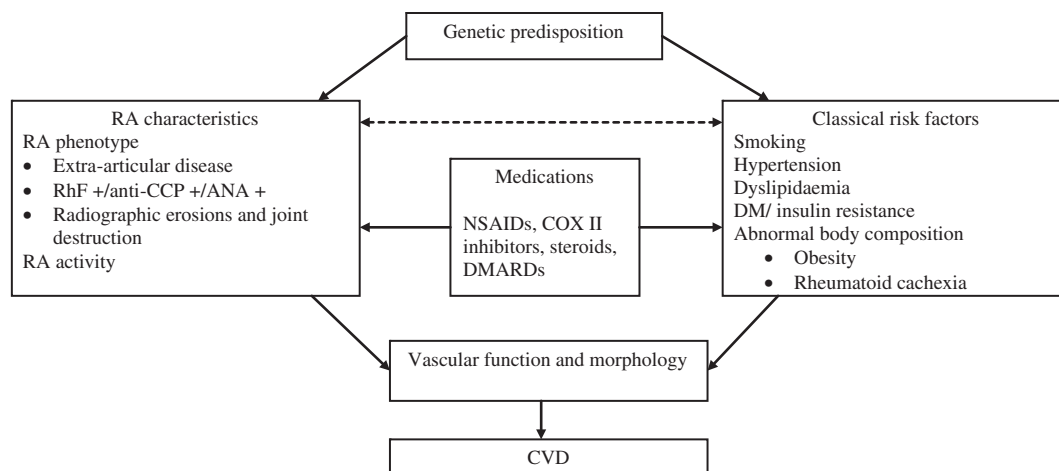 Genetic predisposition
RA characteristics
RA phenotype
• Extra-articular disease
• RhF +/anti-CCP +/ANA +
• Radiographic erosions and joint
destruction
RA activity
Medications
NSAIDs, COX II
inhibitors, steroids,
DMARDs
Classical risk factors
Smoking
Hypertension
Dyslipidaemia
DM/ insulin resistance
Abnormal body composition
• Obesity
• Rheumatoid cachexia
Vascular function and morphology
CVD